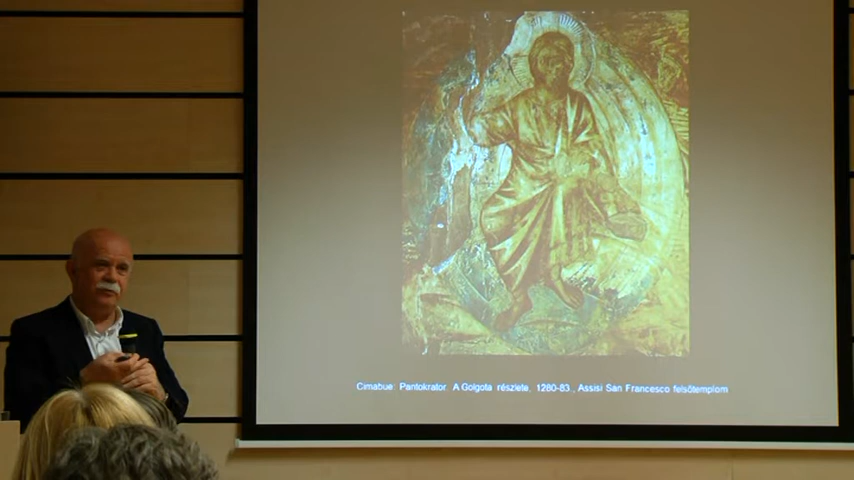 Cimabue: Pantokrator. A Golgota részlete, 1280-83., Assisi San Francesco felsőtemplom